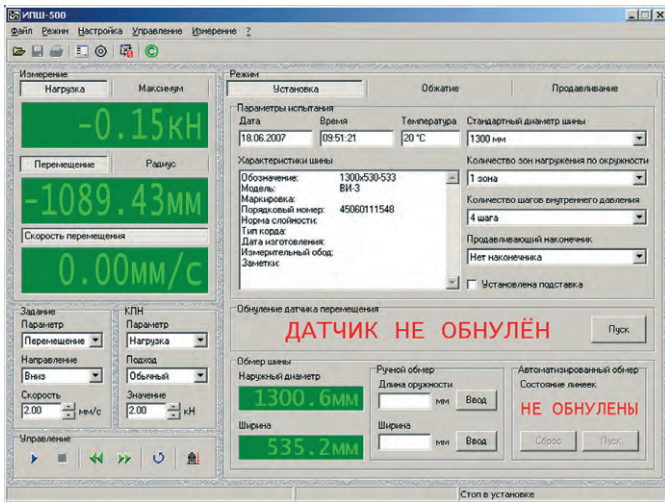 ИПШ-500
Файл Режим Настройка Управление Измерение ?
Измерение
Нагрузка Максимум
-0.15кН
Перемещение Радиус
-1089.43мм
Скорость перемещения
0.00мм/с
Задание
Параметр
Перемещение
Направление
Вниз
Скорость
2.00 мм/с
КПН
Параметр
Нагрузка
Подход
Обычный
Значение
2.00 кН
Управление
Режим
Установка Обжатие Продавливание
Параметры испытания
Дата Время Температура
18.06.2007 09:51:21 20 °C
Характеристики шины
Обозначение: 1300x530-533
Модель: ВИ-3
Маркировка:
Порядковый номер: 45060111548
Норма слойности:
Тип корда:
Дата изготовления:
Измерительный обод:
Заметки:
Стандартный диаметр шины
1300 мм
Количество зон нагружения по окружности
1 зона
Количество шагов внутреннего давления
4 шага
Продавливающий наконечник
Нет наконечника
Установлена подставка
Обнуление датчика перемещения
ДАТЧИК НЕ ОБНУЛЁН Пуск
Обмер шины
Наружный диаметр
1300.6мм
Ширина
535.2мм
Ручной обмер
Длина оружности
мм Ввод
Ширина
мм Ввод
Автоматизированный обмер
Состояние линеек
НЕ ОБНУЛЕНЫ
Сброс Пуск
Стоп в установке